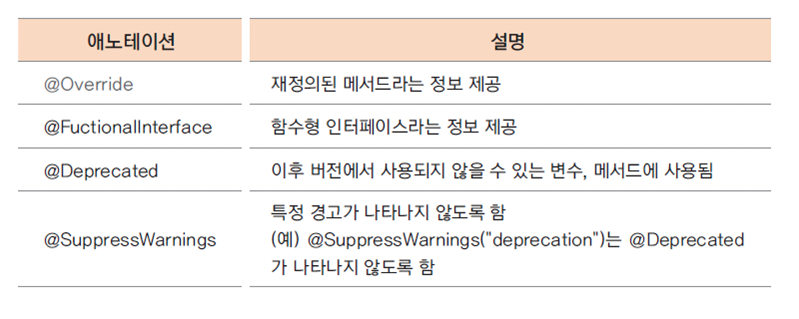 애노테이션 설명
@Override 재정의된 메서드라는 정보 제공
@FuctionalInterface 함수형 인터페이스라는 정보 제공
@Deprecated 이후 버전에서 사용되지 않을 수 있는 변수, 메서드에 사용됨
특정 경고가 나타나지 않도록 함
@SuppressWarnings (예) @SuppressWarnings("deprecation")는 @Deprecated
가 나타나지 않도록 함